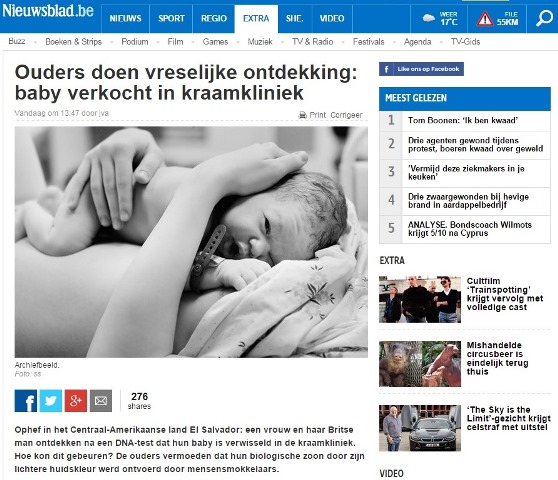 Nieuwsblad.be
NIEUWS
SPORT
REGIO
EXTRA
SHE.
VIDEO
WEER
17°C
FILE
55KM
Buzz
Boeken & Strips
Podium
Film
Games
Muziek
TV & Radio
Festivals
Agenda
TV-Gids
Ouders doen vreselijke ontdekking:
baby verkocht in kraamkliniek
Vandaag om 13:47 door jva
Print Corrigeer
Archiefbeeld.
Foto: ss
276
shares
Ophef in het Centraal-Amerikaanse land El Salvador: een vrouw en haar Britse
man ontdekken na een DNA-test dat hun baby is verwisseld in de kraamkliniek.
Hoe kon dit gebeuren? De ouders vermoeden dat hun biologische zoon door zijn
lichtere huidskleur werd ontvoerd door mensensmokkelaars.
Like ons op Facebook
MEEST GELEZEN
1 Tom Boonen: ‘Ik ben kwaad’
2 Drie agenten gewond tijdens
protest, boeren kwaad over geweld
3 'Vermijd deze ziekmakers in je
keuken'
4 Drie zwaargewonden bij hevige
brand in aardappelbedrijf
5 ANALYSE. Bondscoach Wilmots
krijgt 5/10 na Cyprus
EXTRA
Cultfilm
‘Trainspotting’
krijgt vervolg met
volledige cast
Mishandelde
circusbeer is
eindelijk terug
thuis
‘The Sky is the
Limit’-gezicht krijgt
celstraf met uitstel
VIDEO